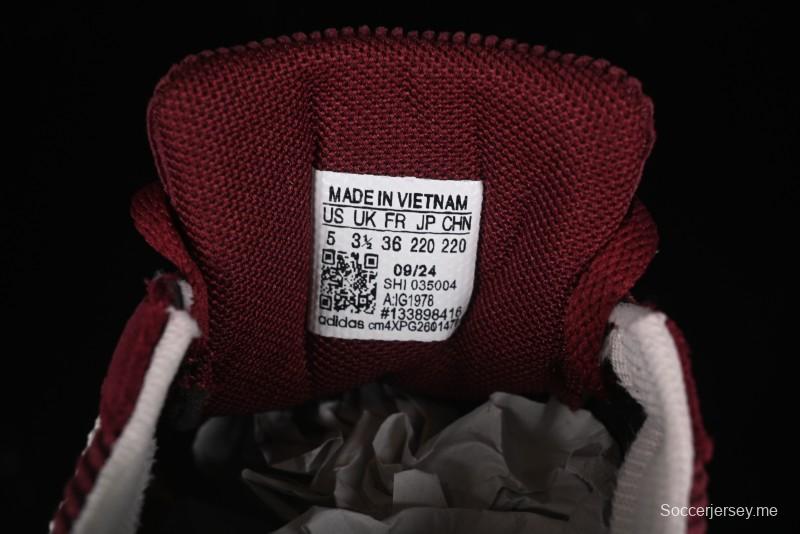 MADE IN VIETNAM
US UK FR JP CHN
5 3½ 36 220 220
09/24
SHI 035004
A:IG1978
#133898416
adidas
Soccerjersey.me